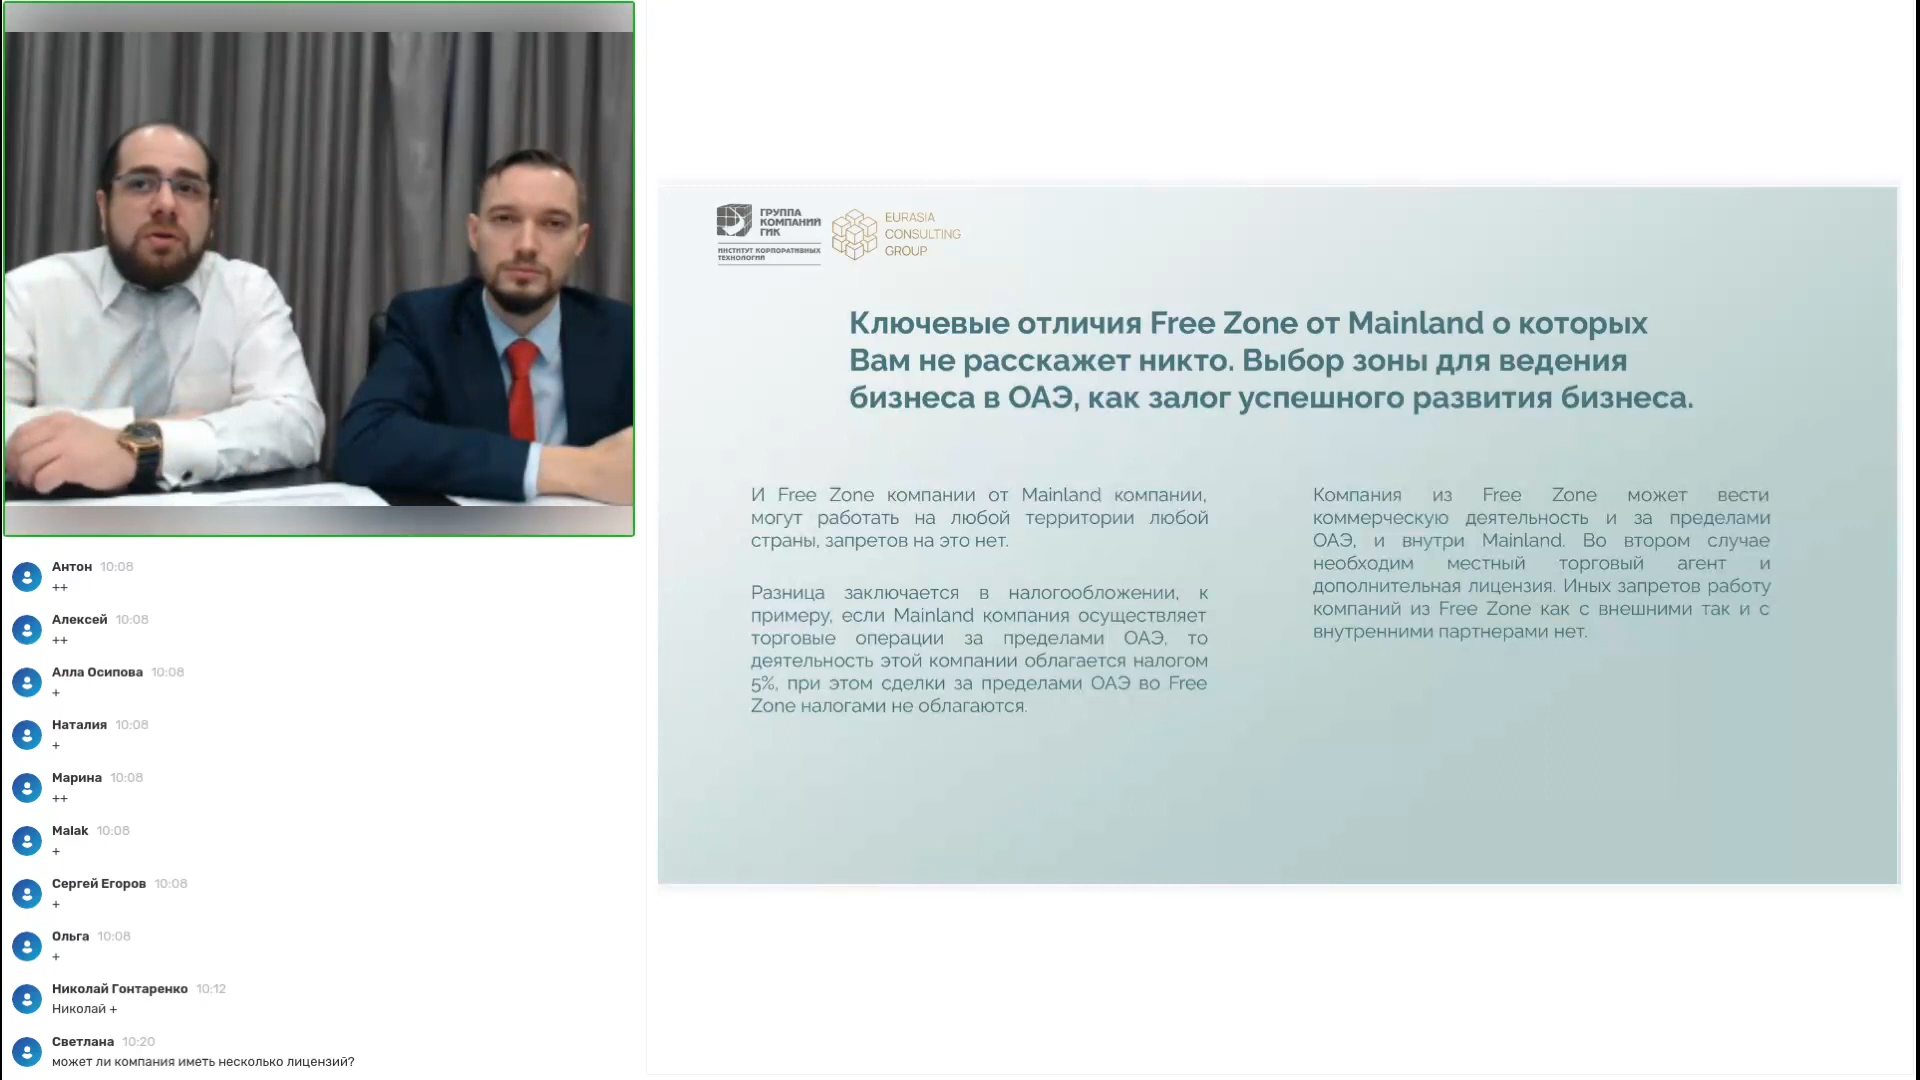 Антон 10:08
++
Алексей 10:08
++
Алла Осипова 10:08
+
Наталия 10:08
+
Марина 10:08
++
Malak 10:08
+
Сергей Егоров 10:08
+
Ольга 10:08
+
Николай Гонтаренко 10:12
Николай +
Светлана 10:20
может ли компания иметь несколько лицензий?
ГРУППА
КОМПАНИЙ
ГИК
ИНСТИТУТ КОРПОРАТИВНЫХ
ТЕХНОЛОГИЙ
EURASIA
CONSULTING
GROUP
Ключевые отличия Free Zone от Mainland о которых
Вам не расскажет никто. Выбор зоны для ведения
бизнеса в ОАЭ, как залог успешного развития бизнеса.
И Free Zone компании от Mainland компании,
могут работать на любой территории любой
страны, запретов на это нет.
Разница заключается в налогообложении, к
примеру, если Mainland компания осуществляет
торговые операции за пределами ОАЭ, то
деятельность этой компании облагается налогом
5%, при этом сделки за пределами ОАЭ во Free
Zone налогами не облагаются.
Компания из Free Zone может вести
коммерческую деятельность и за пределами
ОАЭ, и внутри Mainland. Во втором случае
необходим местный торговый агент и
дополнительная лицензия. Иных запретов работу
компаний из Free Zone как с внешними так и с
внутренними партнерами нет.